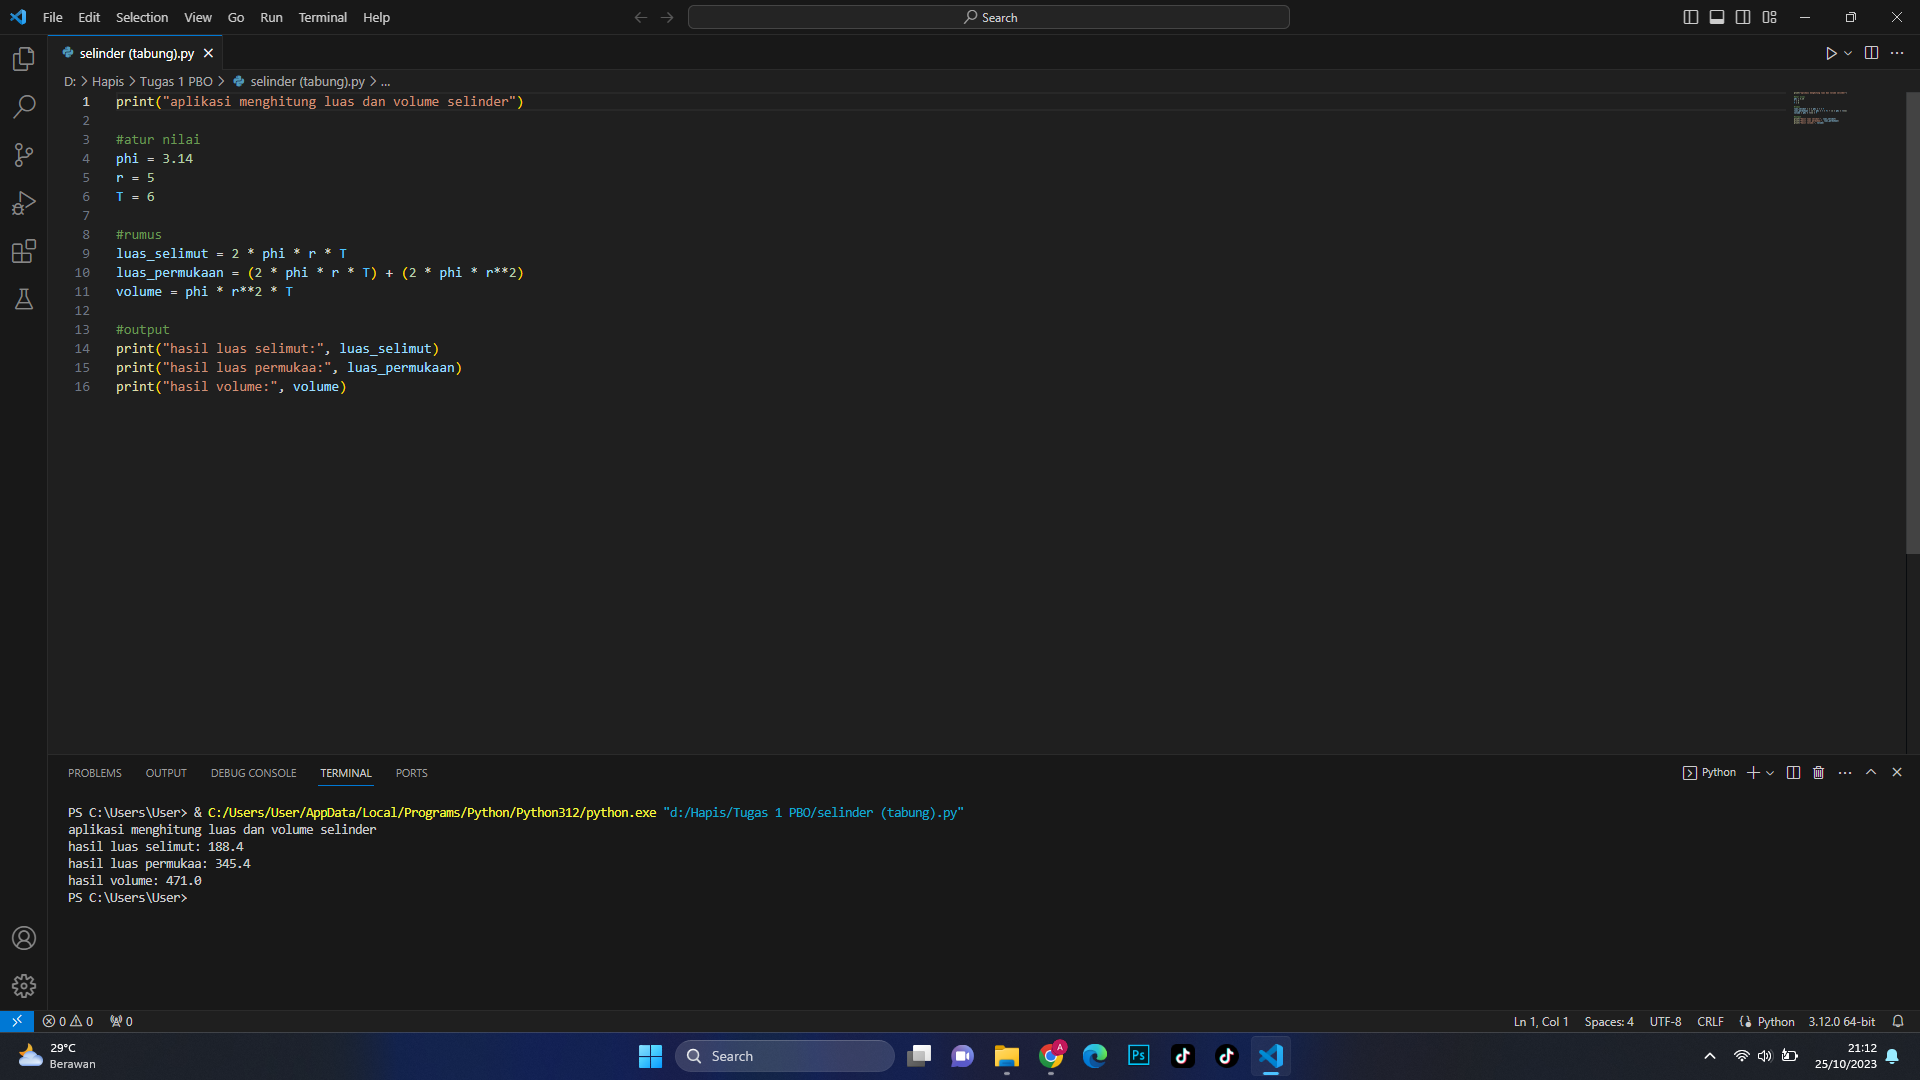 File Edit Selection View Go Run Terminal Help
Search
selinder (tabung).py
D: > Hapis > Tugas 1 PBO > selinder (tabung).py > ...
1 print("aplikasi menghitung luas dan volume selinder")
2
3 #atur nilai
4 phi = 3.14
5 r = 5
6 T = 6
7
8 #rumus
9 luas_selimut = 2 * phi * r * T
10 luas_permukaan = (2 * phi * r * T) + (2 * phi * r**2)
11 volume = phi * r**2 * T
12
13 #output
14 print("hasil luas selimut:", luas_selimut)
15 print("hasil luas permukaa:", luas_permukaan)
16 print("hasil volume:", volume)
PROBLEMS OUTPUT DEBUG CONSOLE TERMINAL PORTS
Python
PS C:\Users\User> & C:/Users/User/AppData/Local/Programs/Python/Python312/python.exe "d:/Hapis/Tugas 1 PBO/selinder (tabung).py"
aplikasi menghitung luas dan volume selinder
hasil luas selimut: 188.4
hasil luas permukaa: 345.4
hasil volume: 471.0
PS C:\Users\User>
0 0 0 Ln 1, Col 1 Spaces: 4 UTF-8 CRLF Python 3.12.0 64-bit
29°C
Berawan
Search
A
Ps
21:12
25/10/2023